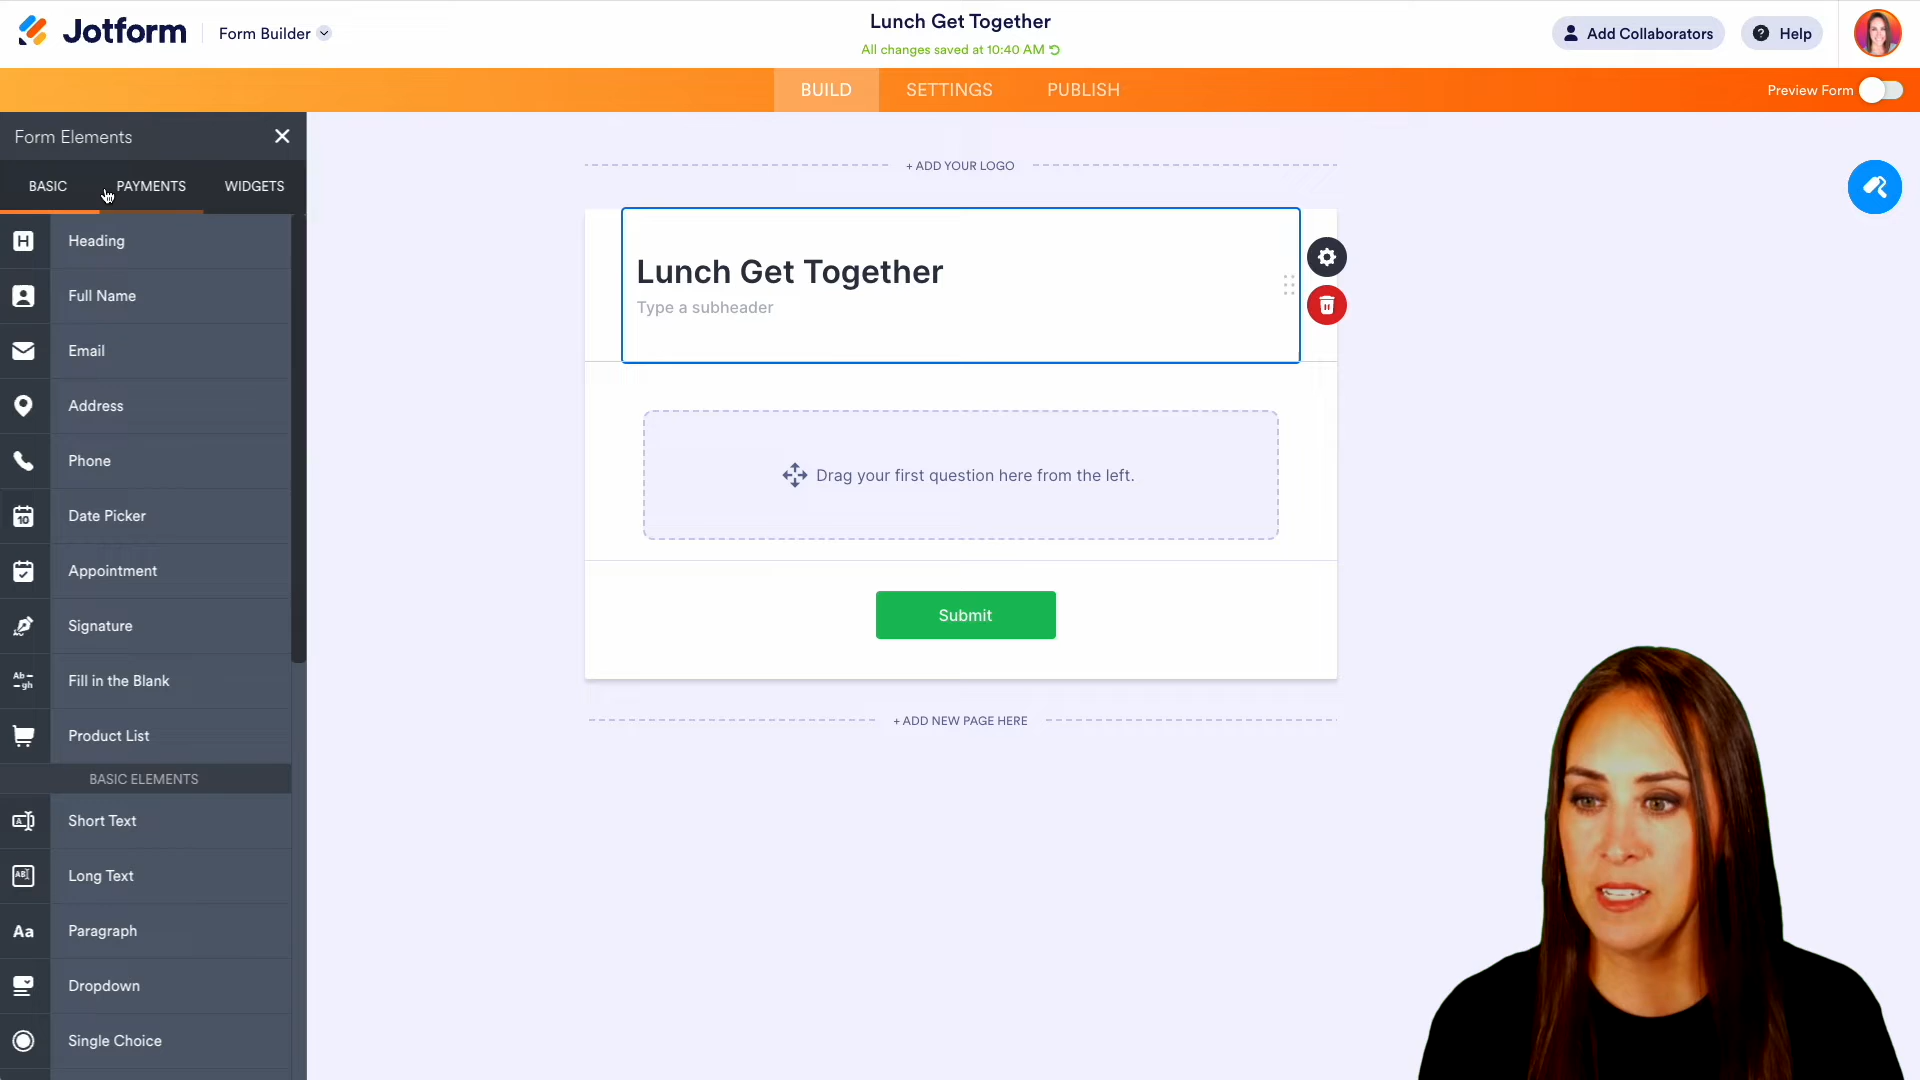 Jotform
Form Builder
Lunch Get Together
All changes saved at 10:40 AM
Add Collaborators
? Help
BUILD
SETTINGS
PUBLISH
Preview Form
Form Elements
BASIC
PAYMENTS
WIDGETS
H Heading
Full Name
Email
Address
Phone
10 Date Picker
Appointment
Signature
Fill in the Blank
Product List
BASIC ELEMENTS
Short Text
Long Text
Aa Paragraph
Dropdown
Single Choice
+ ADD YOUR LOGO
Lunch Get Together
Type a subheader
Drag your first question here from the left.
Submit
+ ADD NEW PAGE HERE